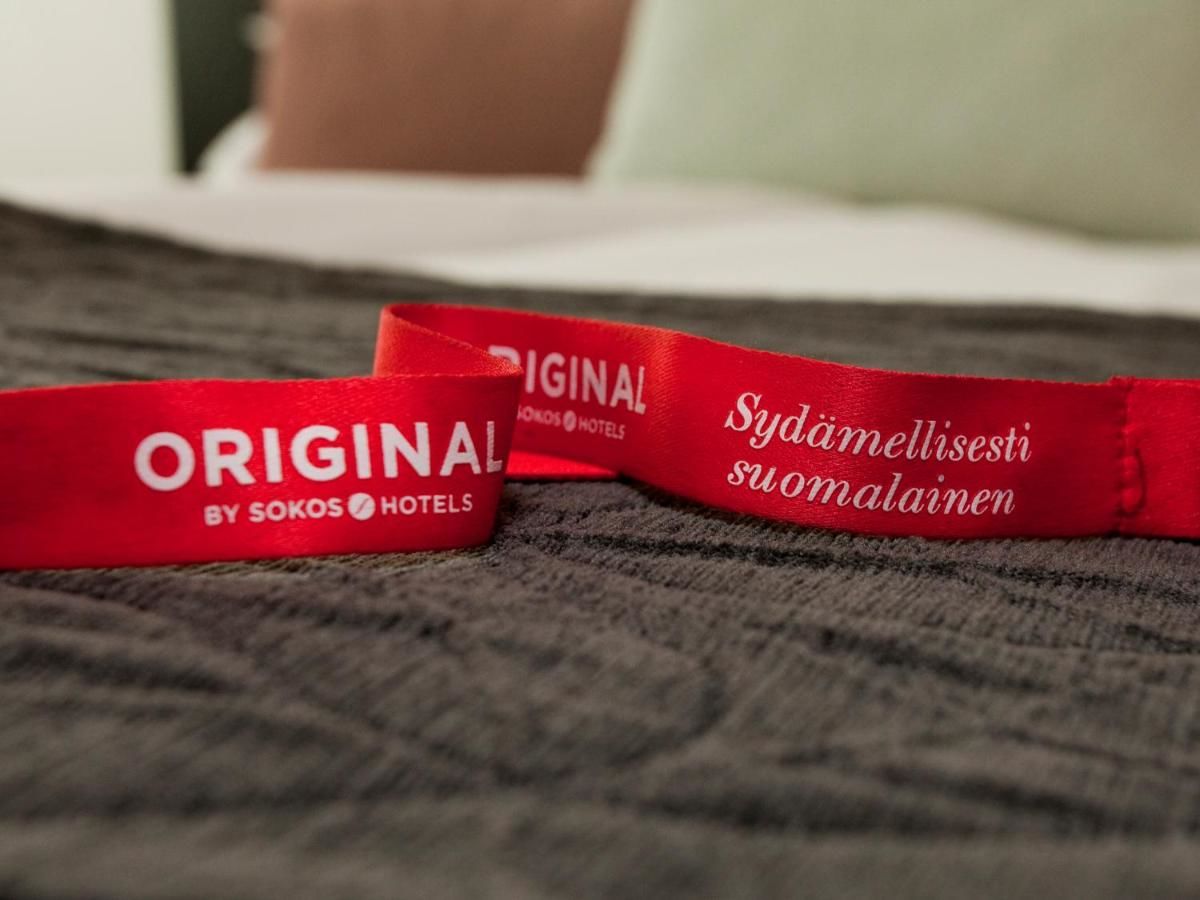 ORIGINAL
BY SOKOS HOTELS
ORIGINAL
SOKOS HOTELS
Sydämellisesti
suomalainen